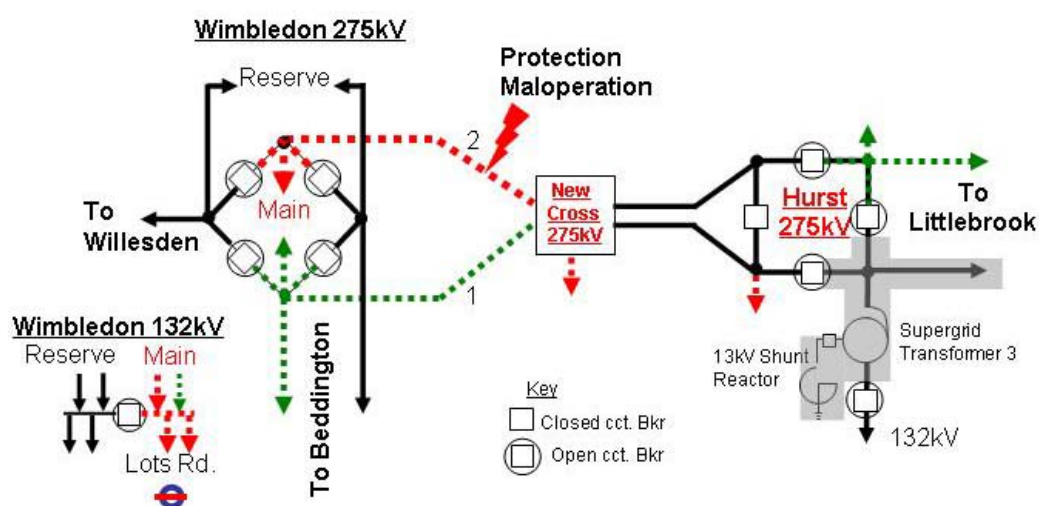 Wimbledon 275kV
Reserve
Protection
Maloperation
2
Main
To
Willesden
New
Cross
275kV
Hurst
275kV
To
Littlebrook
1
Wimbledon 132kV
Reserve
Main
To Beddington
Lots Rd.
13kV Shunt
Reactor
Supergrid
Transformer 3
132kV
Key
Closed cct. Bkr
Open cct. Bkr